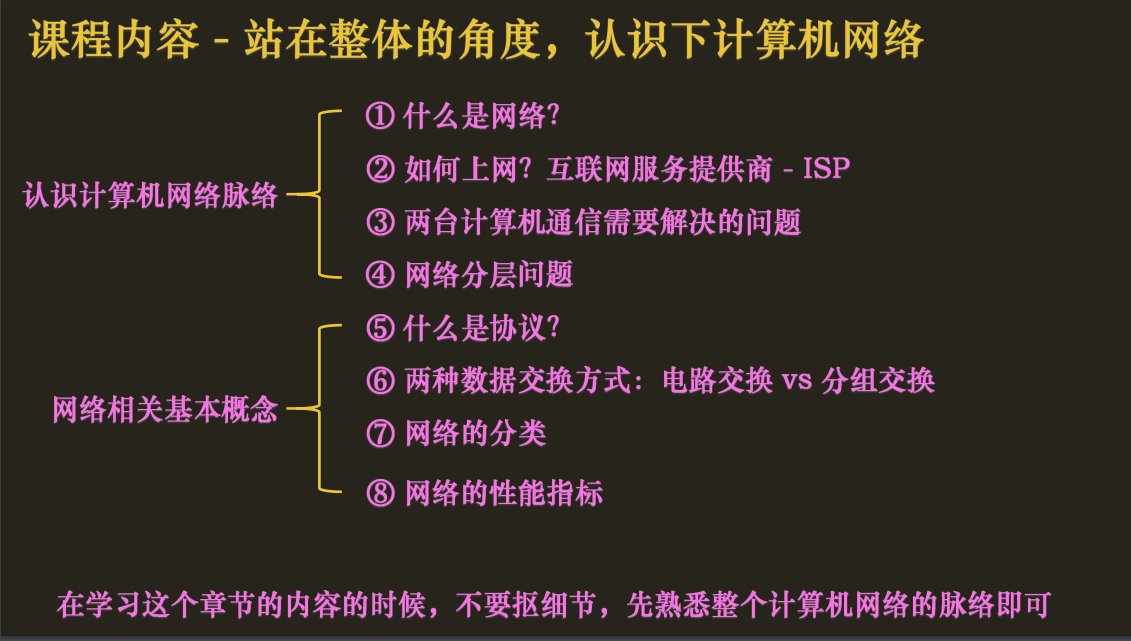 课程内容 - 站在整体的角度，认识下计算机网络
认识计算机网络脉络
① 什么是网络？
② 如何上网？互联网服务提供商 - ISP
③ 两台计算机通信需要解决的问题
④ 网络分层问题
网络相关基本概念
⑤ 什么是协议？
⑥ 两种数据交换方式：电路交换 vs 分组交换
⑦ 网络的分类
⑧ 网络的性能指标
在学习这个章节的内容的时候，不要抠细节，先熟悉整个计算机网络的脉络即可